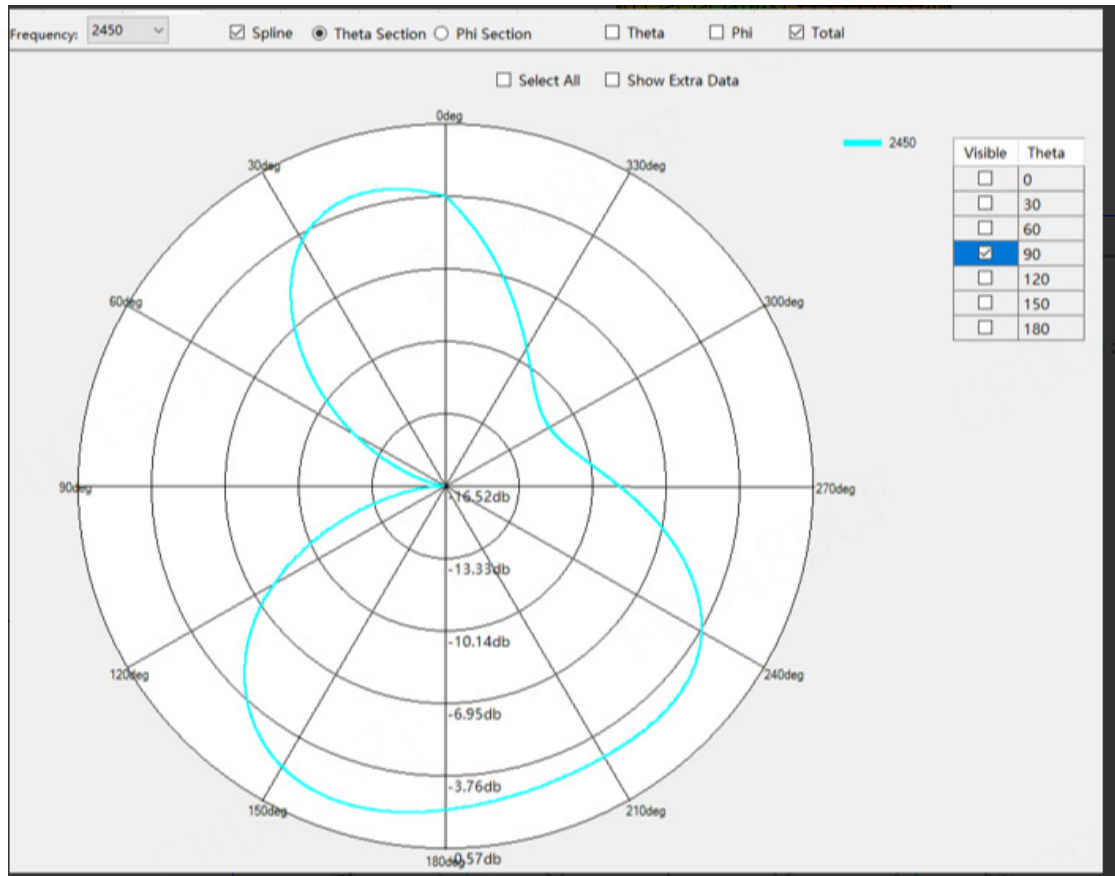 Frequency: 2450 Spline Theta Section Phi Section Theta Phi Total
Select All Show Extra Data
0deg
2450
Visible Theta
30deg 330deg
0
30
60
90
120
150
180
60deg 300deg
90deg 270deg
-16.52db
-13.33db
-10.14db
120deg 240deg
-6.95db
-3.76db
150deg 210deg
180deg